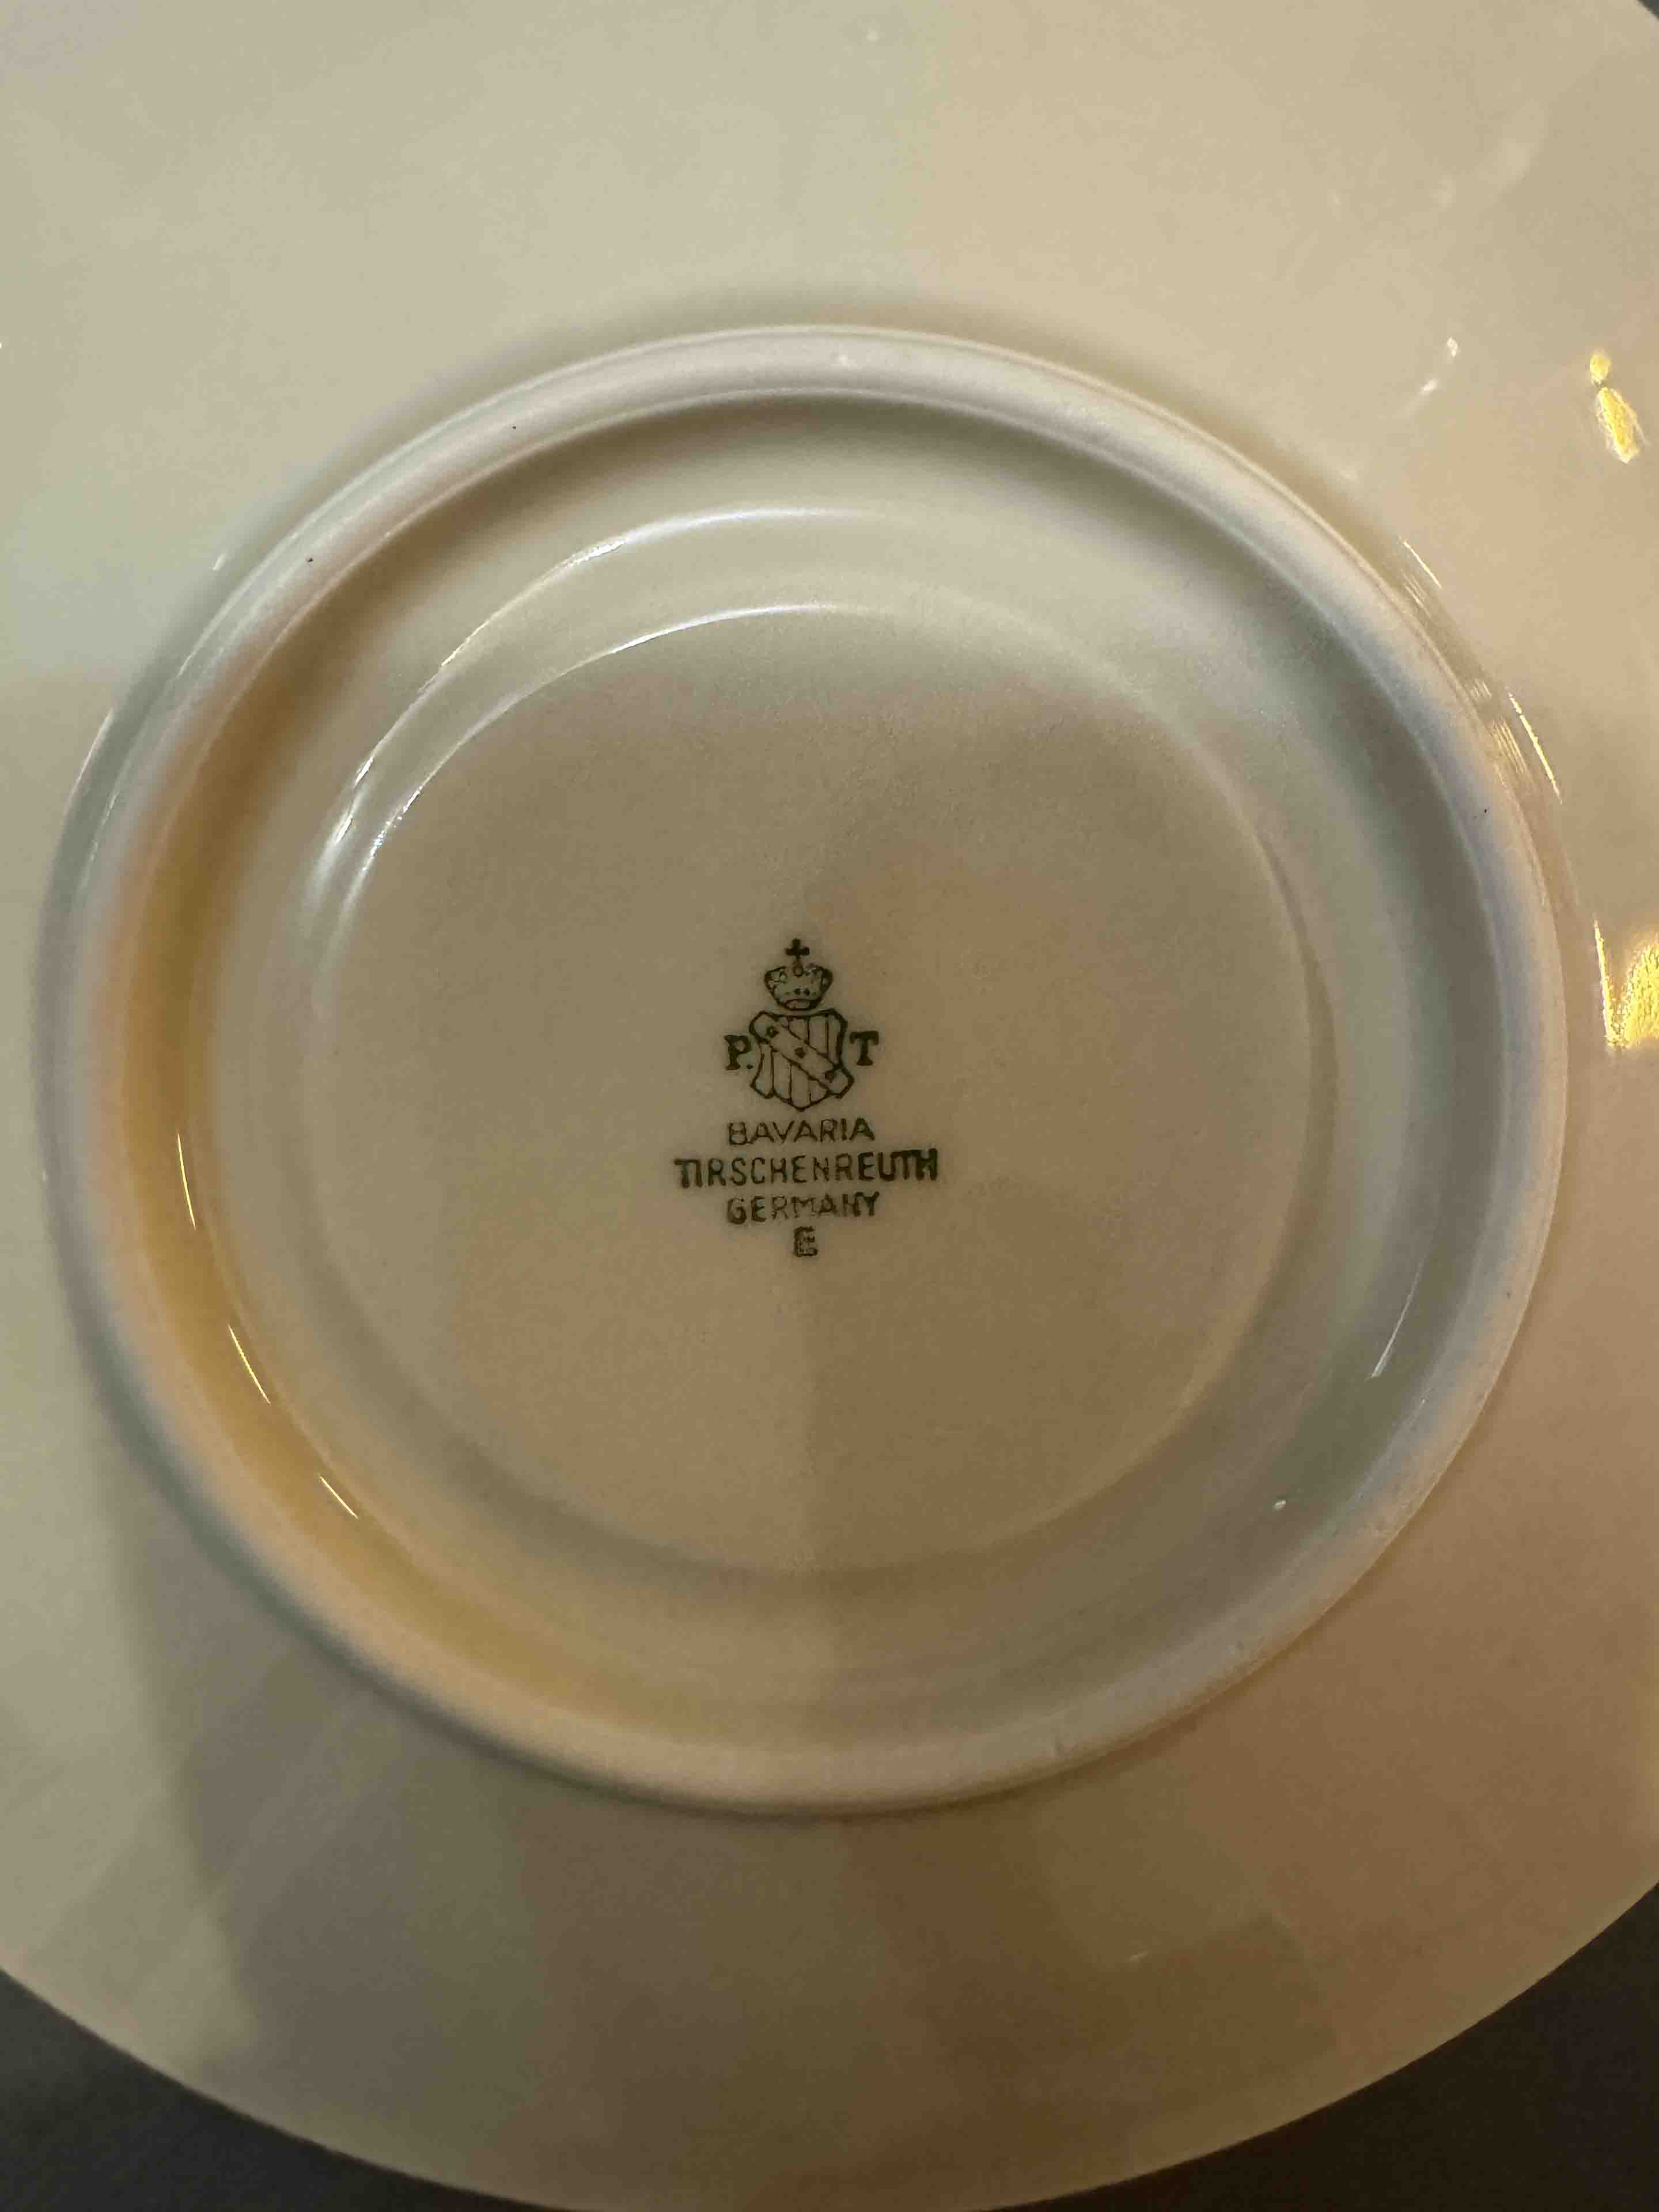 P. T
BAVARIA
TIRSCHENREUTH
GERMANY
E